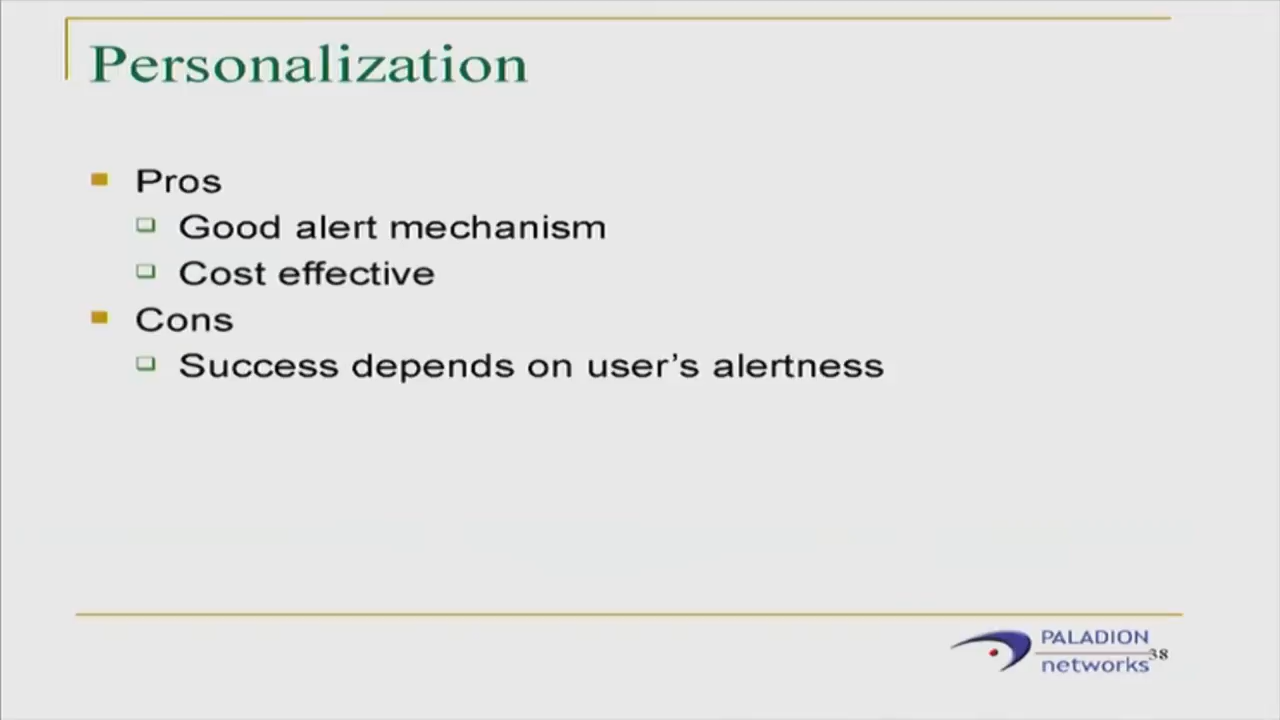 Personalization
Pros
Good alert mechanism
Cost effective
Cons
Success depends on user’s alertness
PALADION
networks
38